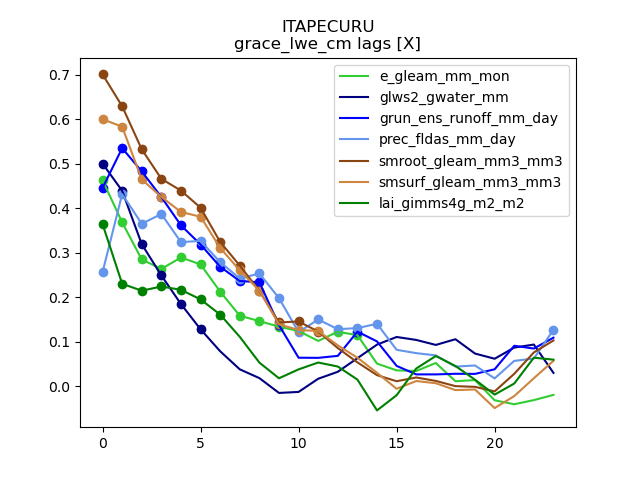 ITAPECURU
grace_lwe_cm lags [X]
e_gleam_mm_mon
glws2_gwater_mm
grun_ens_runoff_mm_day
prec_fldas_mm_day
smroot_gleam_mm3_mm3
smsurf_gleam_mm3_mm3
lai_gimms4g_m2_m2
0.7
0.6
0.5
0.4
0.3
0.2
0.1
0.0
0 5 10 15 20